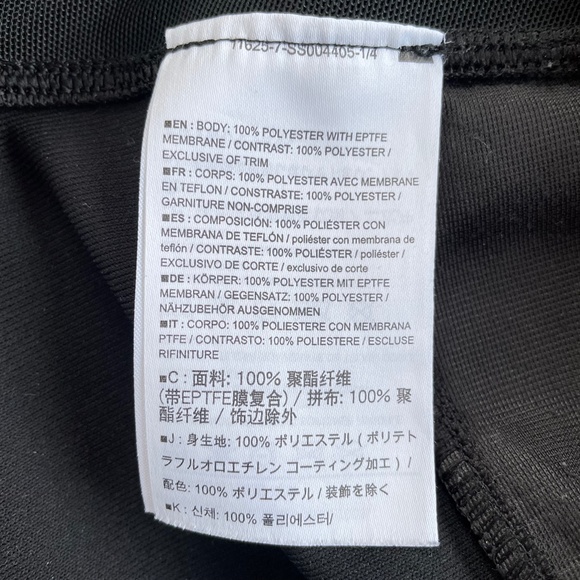 11625-7-SS004405-1/4
■EN : BODY: 100% POLYESTER WITH EPTFE
MEMBRANE / CONTRAST: 100% POLYESTER /
EXCLUSIVE OF TRIM
■FR : CORPS: 100% POLYESTER AVEC MEMBRANE
EN TEFLON / CONSTRASTE: 100% POLYESTER /
GARNITURE NON-COMPRISE
■ES : COMPOSICIÓN: 100% POLIÉSTER CON
MEMBRANA DE TEFLÓN / poliéster con membrana de
teflón / CONTRASTE: 100% POLIÉSTER / poliéster /
EXCLUSIVO DE CORTE / exclusivo de corte
■DE : KÖRPER: 100% POLYESTER MIT EPTFE
MEMBRAN / GEGENSATZ: 100% POLYESTER /
NÄHZUBEHÖR AUSGENOMMEN
■IT : CORPO: 100% POLIESTERE CON MEMBRANA
PTFE / CONTRASTO: 100% POLIESTERE / ESCLUSE
RIFINITURE
■C : 面料: 100% 聚酯纤维
(带EPTFE膜复合) / 拼布: 100% 聚
酯纤维 / 饰边除外
■J : 身生地: 100% ポリエステル ( ポリテト
ラフルオロエチレン コーティング加工 ) /
配色: 100% ポリエステル / 装飾を除く
■K : 신체: 100% 폴리에스터/